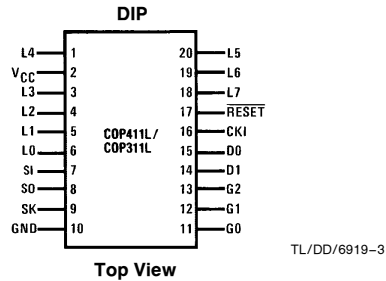 DIP
L4 1 20 L5
VCC 2 19 L6
L3 3 18 L7
L2 4 17 RESET
L1 5 COP411L/ 16 CKI
L0 6 COP311L 15 D0
SI 7 14 D1
SO 8 13 G2
SK 9 12 G1
GND 10 11 G0
TL/DD/6919–3
Top View